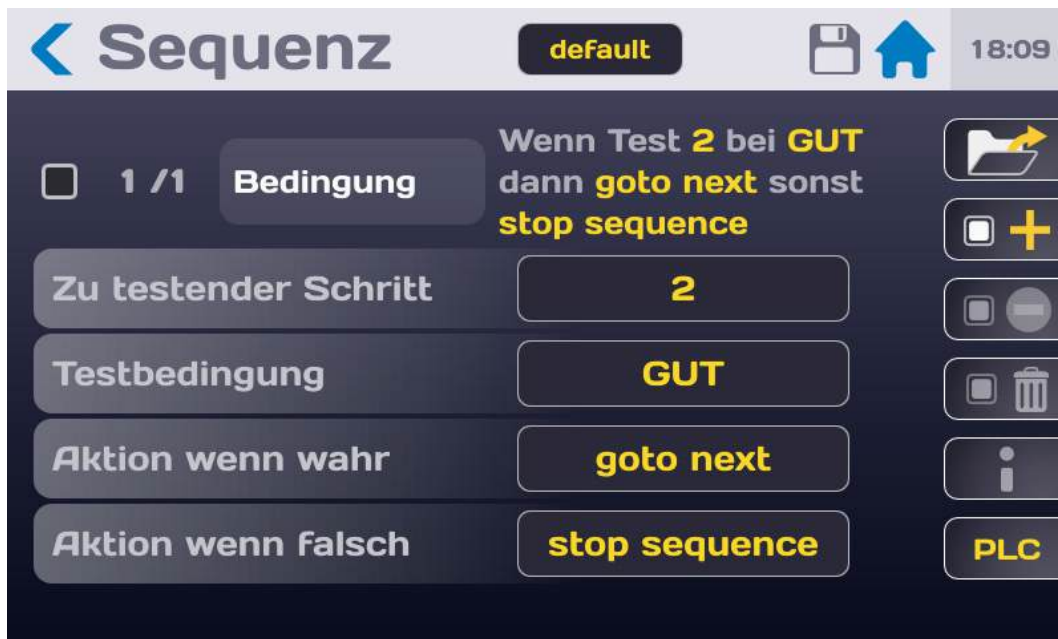 Sequenz
default
18:09
1 /1
Bedingung
Wenn Test 2 bei GUT
dann goto next sonst
stop sequence
Zu testender Schritt
2
Testbedingung
GUT
Aktion wenn wahr
goto next
Aktion wenn falsch
stop sequence
PLC